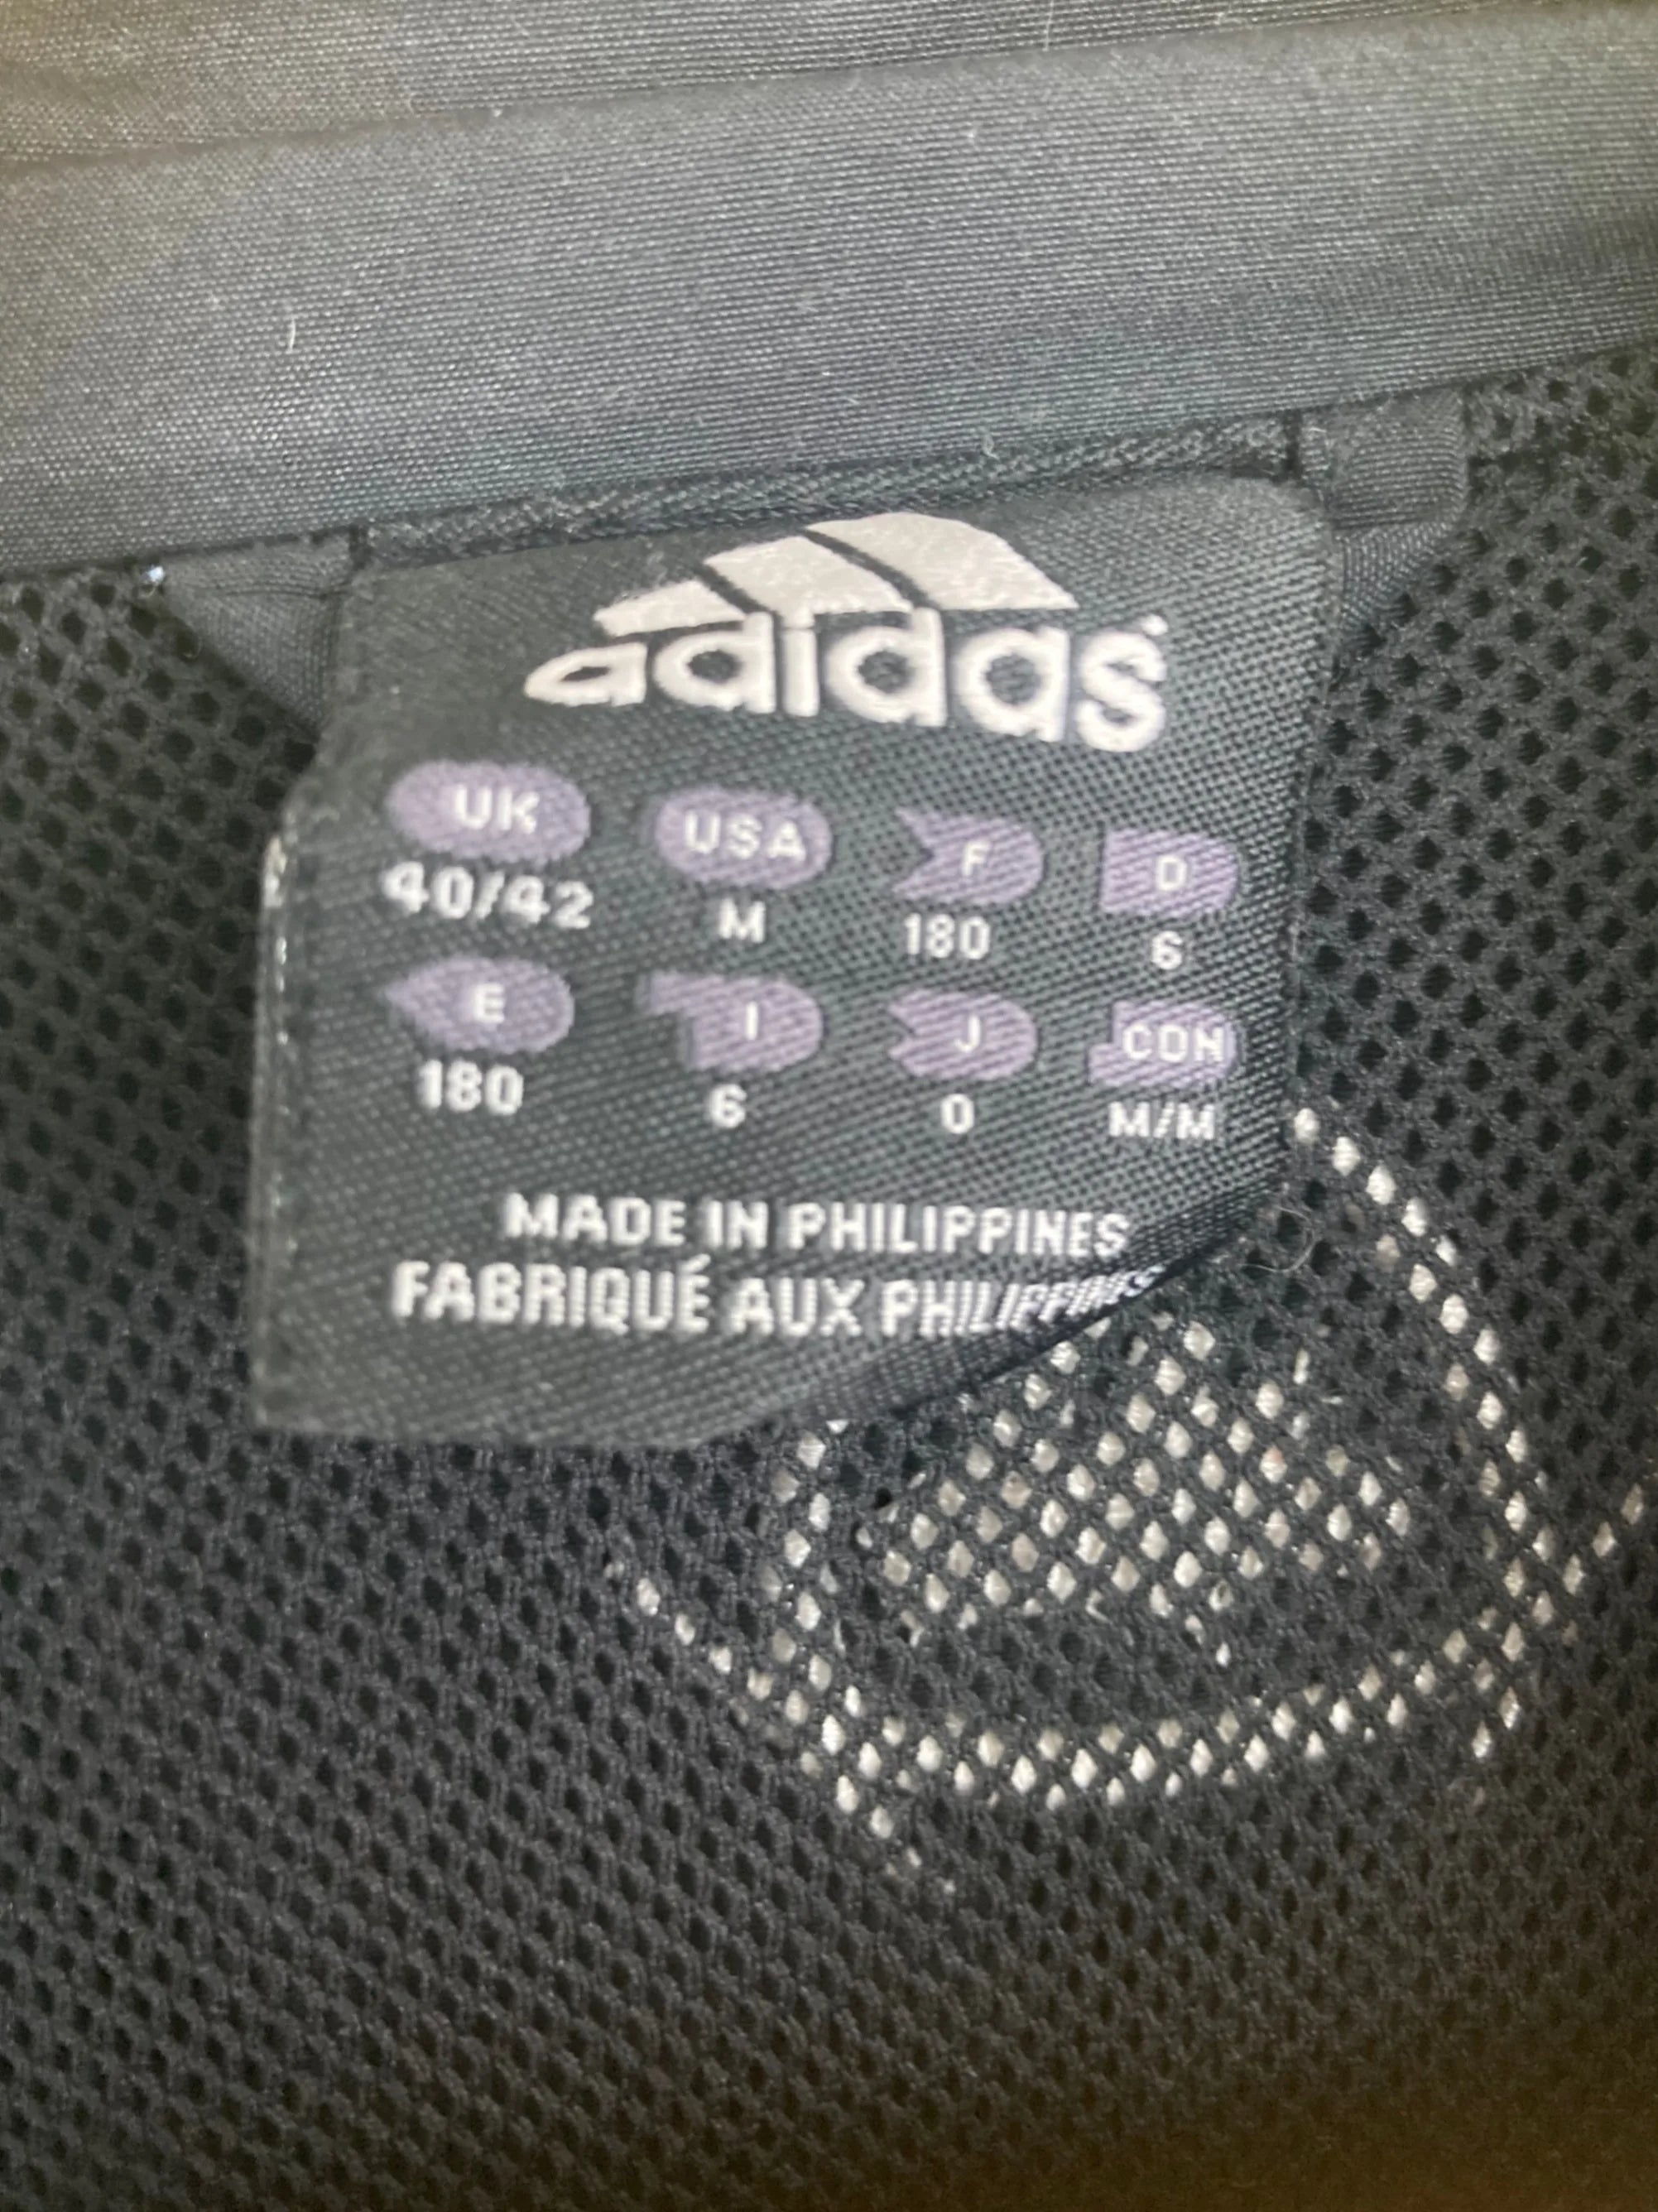 adidas
UK USA F D
40/42 M 180 6
E I J CON
180 6 0 M/M
MADE IN PHILIPPINES
FABRIQUÉ AUX PHILIPPINES